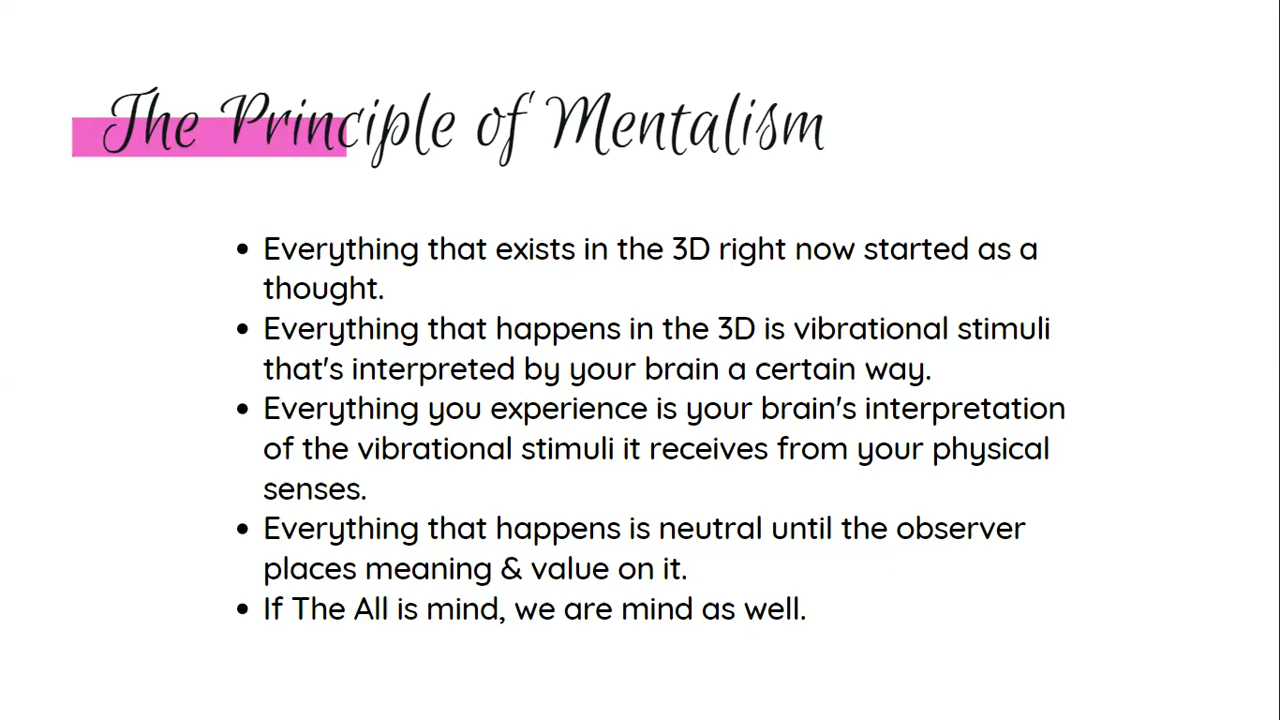 The Principle of Mentalism
• Everything that exists in the 3D right now started as a
thought.
• Everything that happens in the 3D is vibrational stimuli
that's interpreted by your brain a certain way.
• Everything you experience is your brain's interpretation
of the vibrational stimuli it receives from your physical
senses.
• Everything that happens is neutral until the observer
places meaning & value on it.
• If The All is mind, we are mind as well.